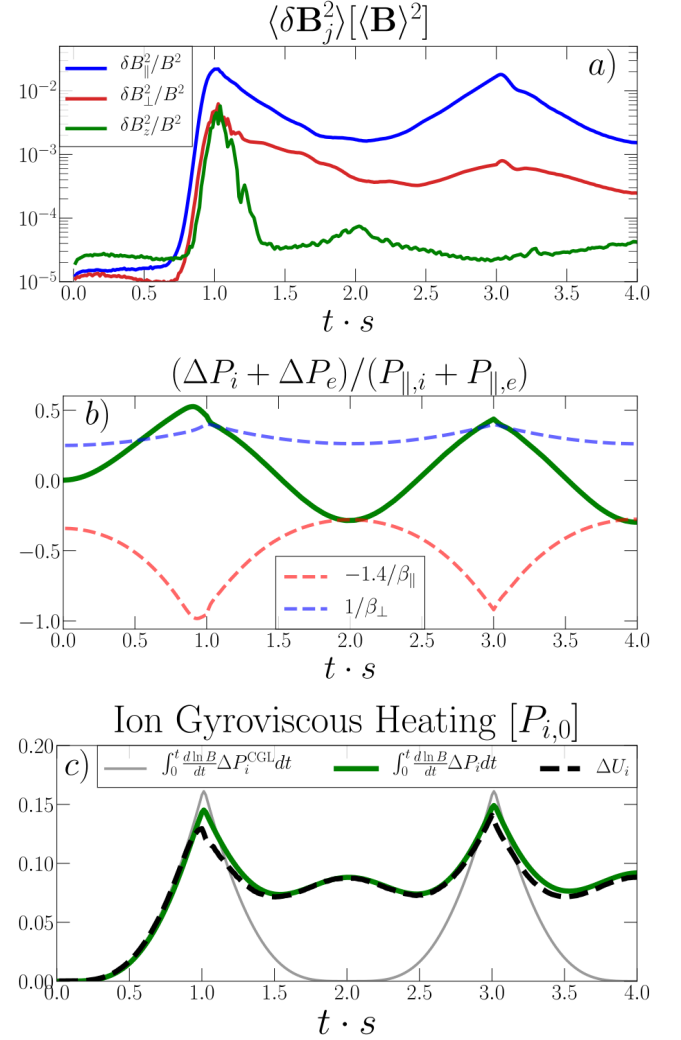 ⟨δB_j^2⟩[⟨B⟩^2]
a)
δB_∥^2/B^2
δB_⊥^2/B^2
δB_z^2/B^2
10^−2
10^−3
10^−4
10^−5
0.0 0.5 1.0 1.5 2.0 2.5 3.0 3.5 4.0
t · s
(ΔP_i + ΔP_e)/(P_{∥,i} + P_{∥,e})
b)
0.5
0.0
−0.5
−1.0
−1.4/β_∥
1/β_⊥
0.0 0.5 1.0 1.5 2.0 2.5 3.0 3.5 4.0
t · s
Ion Gyroviscous Heating [P_{i,0}]
c)
∫_0^t \frac{d ln B}{dt} ΔP_i^{CGL} dt ∫_0^t \frac{d ln B}{dt} ΔP_i dt ΔU_i
0.20
0.15
0.10
0.05
0.00
0.0 0.5 1.0 1.5 2.0 2.5 3.0 3.5 4.0
t · s